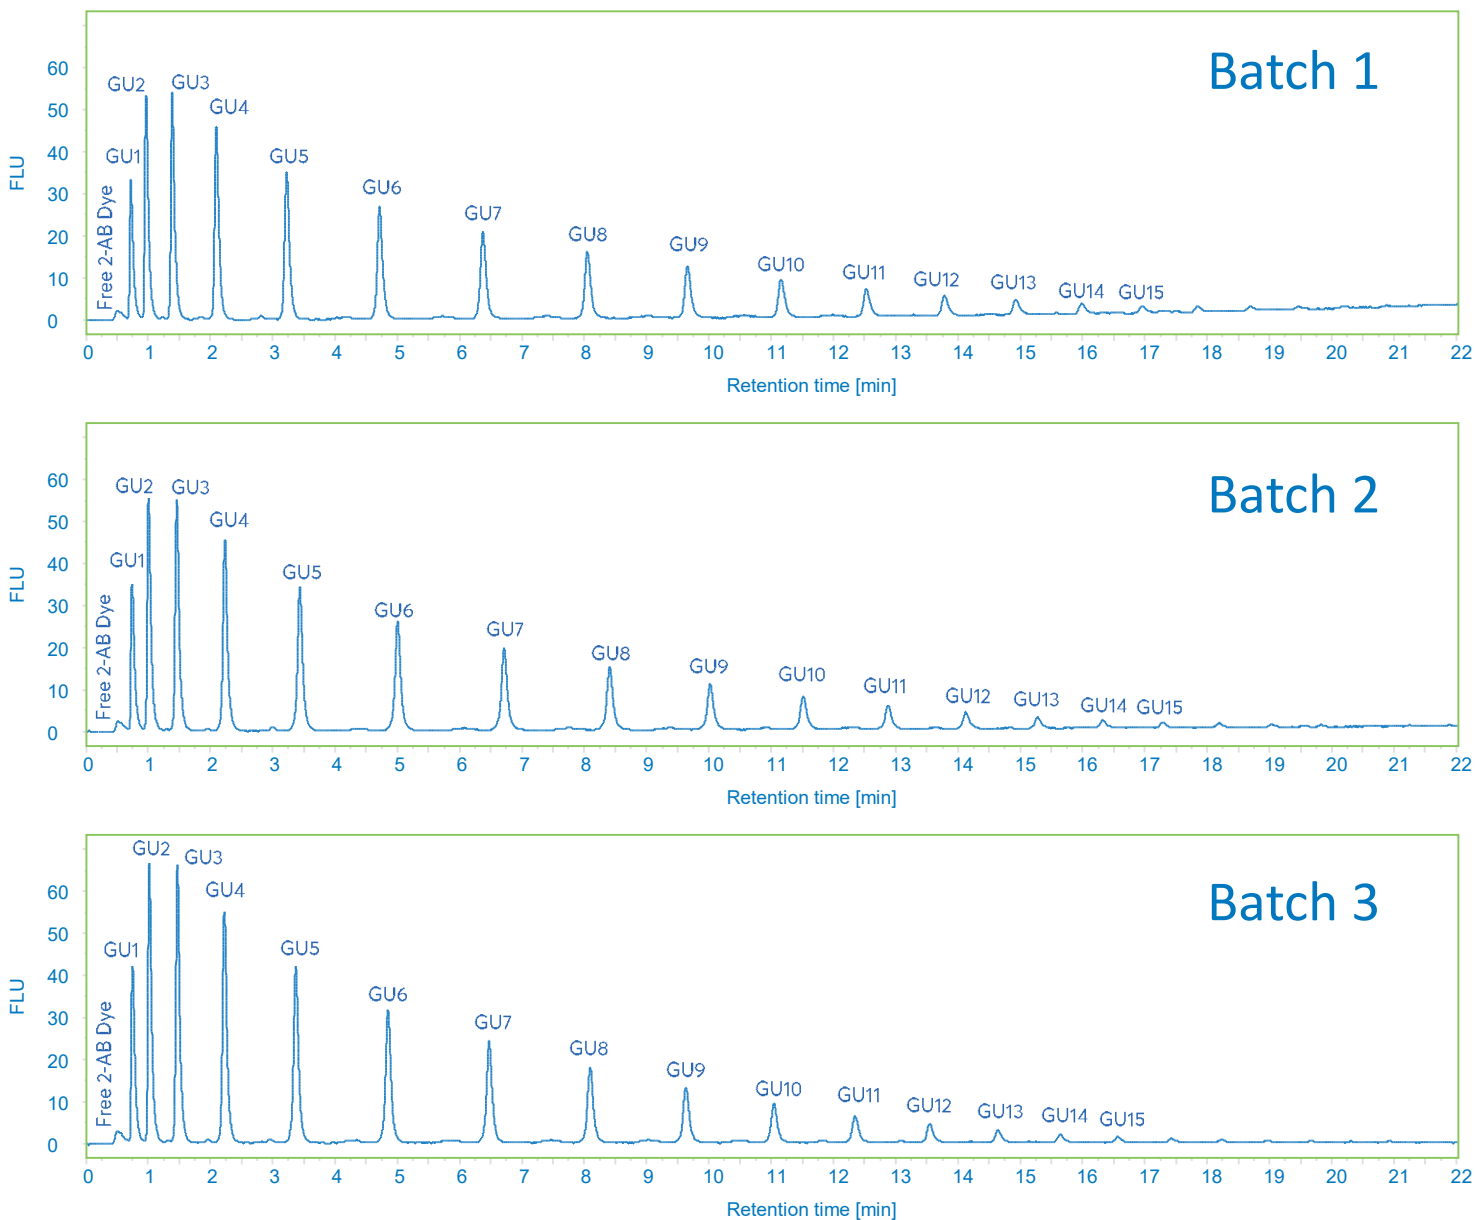 Batch 1
60
50
40
30
20
10
0
FLU
Free 2-AB Dye
GU1
GU2
GU3
GU4
GU5
GU6
GU7
GU8
GU9
GU10
GU11
GU12
GU13
GU14
GU15
0 1 2 3 4 5 6 7 8 9 10 11 12 13 14 15 16 17 18 19 20 21 22
Retention time [min]
Batch 2
60
50
40
30
20
10
0
FLU
Free 2-AB Dye
GU1
GU2
GU3
GU4
GU5
GU6
GU7
GU8
GU9
GU10
GU11
GU12
GU13
GU14
GU15
0 1 2 3 4 5 6 7 8 9 10 11 12 13 14 15 16 17 18 19 20 21 22
Retention time [min]
Batch 3
60
50
40
30
20
10
0
FLU
Free 2-AB Dye
GU1
GU2
GU3
GU4
GU5
GU6
GU7
GU8
GU9
GU10
GU11
GU12
GU13
GU14
GU15
0 1 2 3 4 5 6 7 8 9 10 11 12 13 14 15 16 17 18 19 20 21 22
Retention time [min]